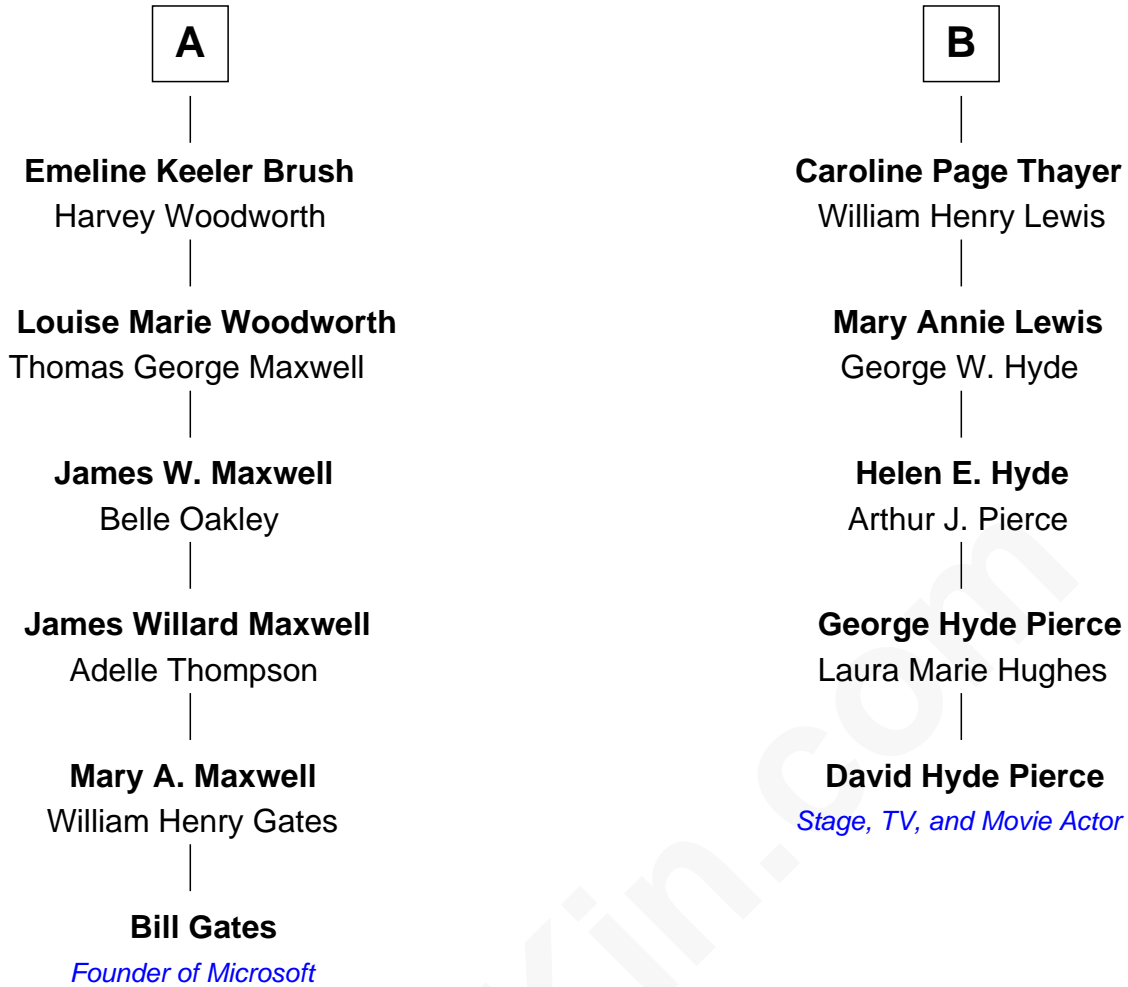 A
Emeline Keeler Brush
Harvey Woodworth
Louise Marie Woodworth
Thomas George Maxwell
James W. Maxwell
Belle Oakley
James Willard Maxwell
Adelle Thompson
Mary A. Maxwell
William Henry Gates
Bill Gates
Founder of Microsoft
B
Caroline Page Thayer
William Henry Lewis
Mary Annie Lewis
George W. Hyde
Helen E. Hyde
Arthur J. Pierce
George Hyde Pierce
Laura Marie Hughes
David Hyde Pierce
Stage, TV, and Movie Actor